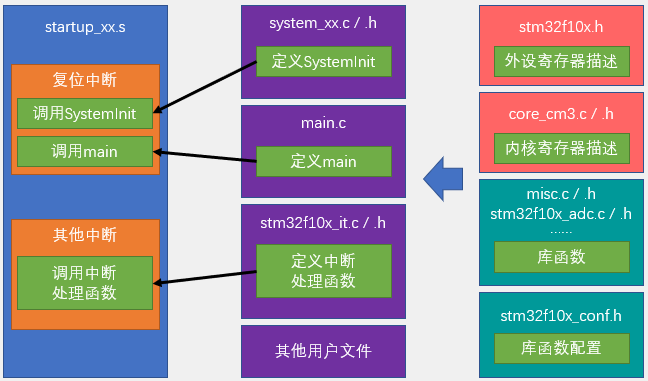 startup_xx.s
复位中断
调用SystemInit
调用main
其他中断
调用中断
处理函数
system_xx.c / .h
定义SystemInit
main.c
定义main
stm32f10x_it.c / .h
定义中断
处理函数
其他用户文件
stm32f10x.h
外设寄存器描述
core_cm3.c / .h
内核寄存器描述
misc.c / .h
stm32f10x_adc.c / .h
......
库函数
stm32f10x_conf.h
库函数配置